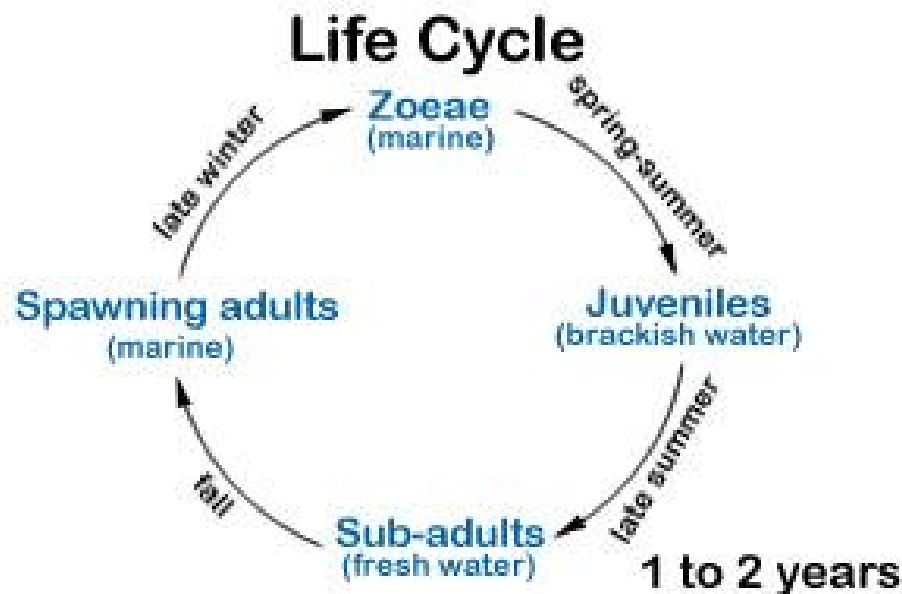 Life Cycle
Zoeae
(marine)
spring-summer
Juveniles
(brackish water)
late summer
Sub-adults
(fresh water)
fall
Spawning adults
(marine)
late winter
1 to 2 years